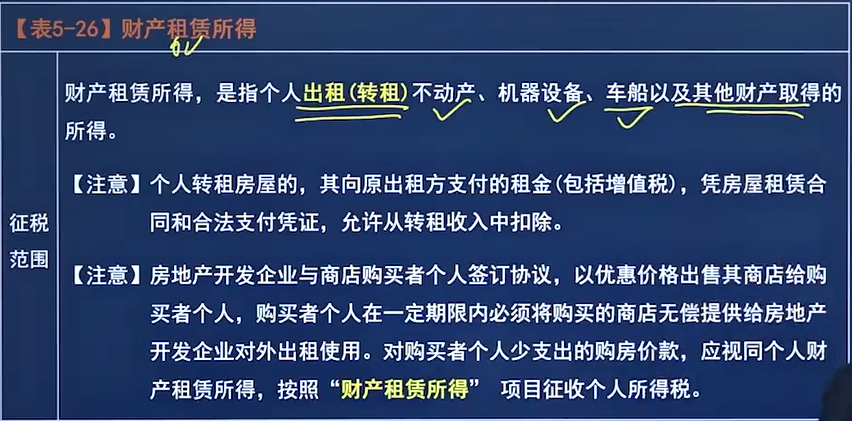 【表5-26】财产租赁所得
财产租赁所得，是指个人出租(转租)不动产、机器设备、车船以及其他财产取得的
所得。
【注意】个人转租房屋的，其向原出租方支付的租金(包括增值税)，凭房屋租赁合
同和合法支付凭证，允许从转租收入中扣除。
征税
范围
【注意】房地产开发企业与商店购买者个人签订协议，以优惠价格出售其商店给购
买者个人，购买者个人在一定期限内必须将购买的商店无偿提供给房地产
开发企业对外出租使用。对购买者个人少支出的购房价款，应视同个人财
产租赁所得，按照“财产租赁所得” 项目征收个人所得税。